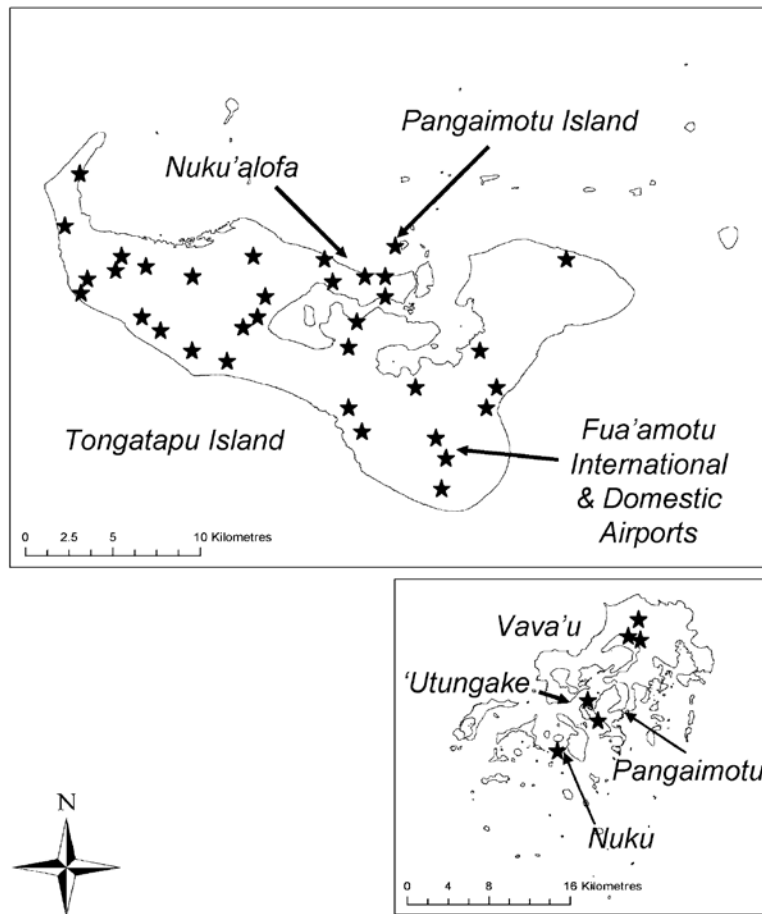 Pangaimotu Island
Nuku'alofa
Tongatapu Island
Fua'amotu
International
& Domestic
Airports
0 2.5 5 10 Kilometres
Vava'u
'Utungake
Pangaimotu
Nuku
N
0 4 8 16 Kilometres